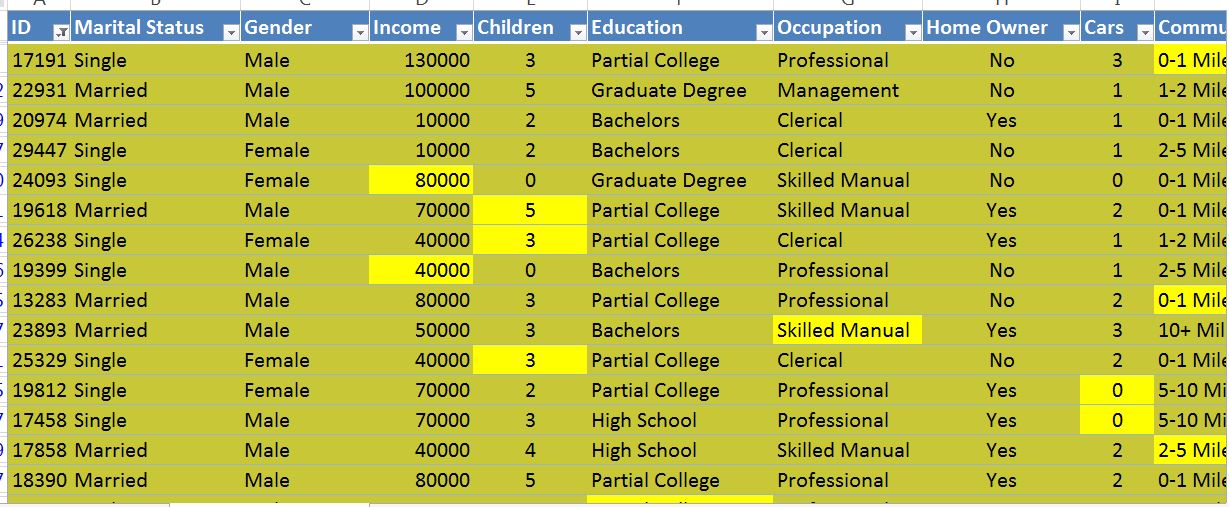 ID Marital Status Gender Income Children Education Occupation Home Owner Cars
17191 Single Male 130000 3 Partial College Professional No 3 0-1 Mile
22931 Married Male 100000 5 Graduate Degree Management No 1 1-2 Mile
20974 Married Male 10000 2 Bachelors Clerical Yes 1 0-1 Mile
29447 Single Female 10000 2 Bachelors Clerical No 1 2-5 Mile
24093 Single Female 80000 0 Graduate Degree Skilled Manual No 0 0-1 Mile
19618 Married Male 70000 5 Partial College Skilled Manual Yes 2 0-1 Mile
26238 Single Female 40000 3 Partial College Clerical Yes 1 1-2 Mile
19399 Single Male 40000 0 Bachelors Professional No 1 2-5 Mile
13283 Married Male 80000 3 Partial College Professional No 2 0-1 Mile
23893 Married Male 50000 3 Bachelors Skilled Manual Yes 3 10+ Mil
25329 Single Female 40000 3 Partial College Clerical No 2 0-1 Mile
19812 Single Female 70000 2 Partial College Professional Yes 0 5-10 Mi
17458 Single Male 70000 3 High School Professional Yes 0 5-10 Mi
17858 Married Male 40000 4 High School Skilled Manual Yes 2 2-5 Mile
18390 Married Male 80000 5 Partial College Professional Yes 2 0-1 Mile